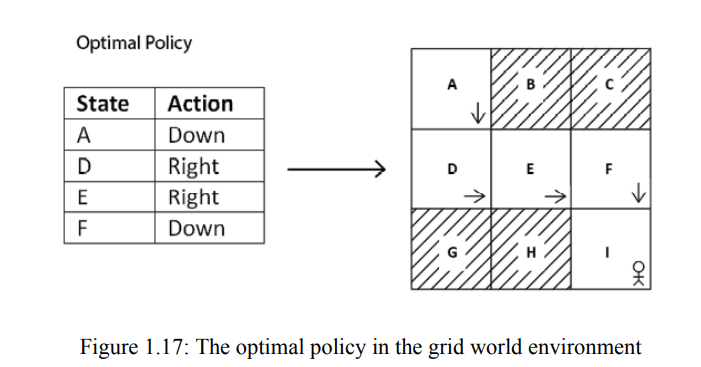 Optimal Policy
State Action
A Down
D Right
E Right
F Down
A B C
D E F
G H I
Figure 1.17: The optimal policy in the grid world environment